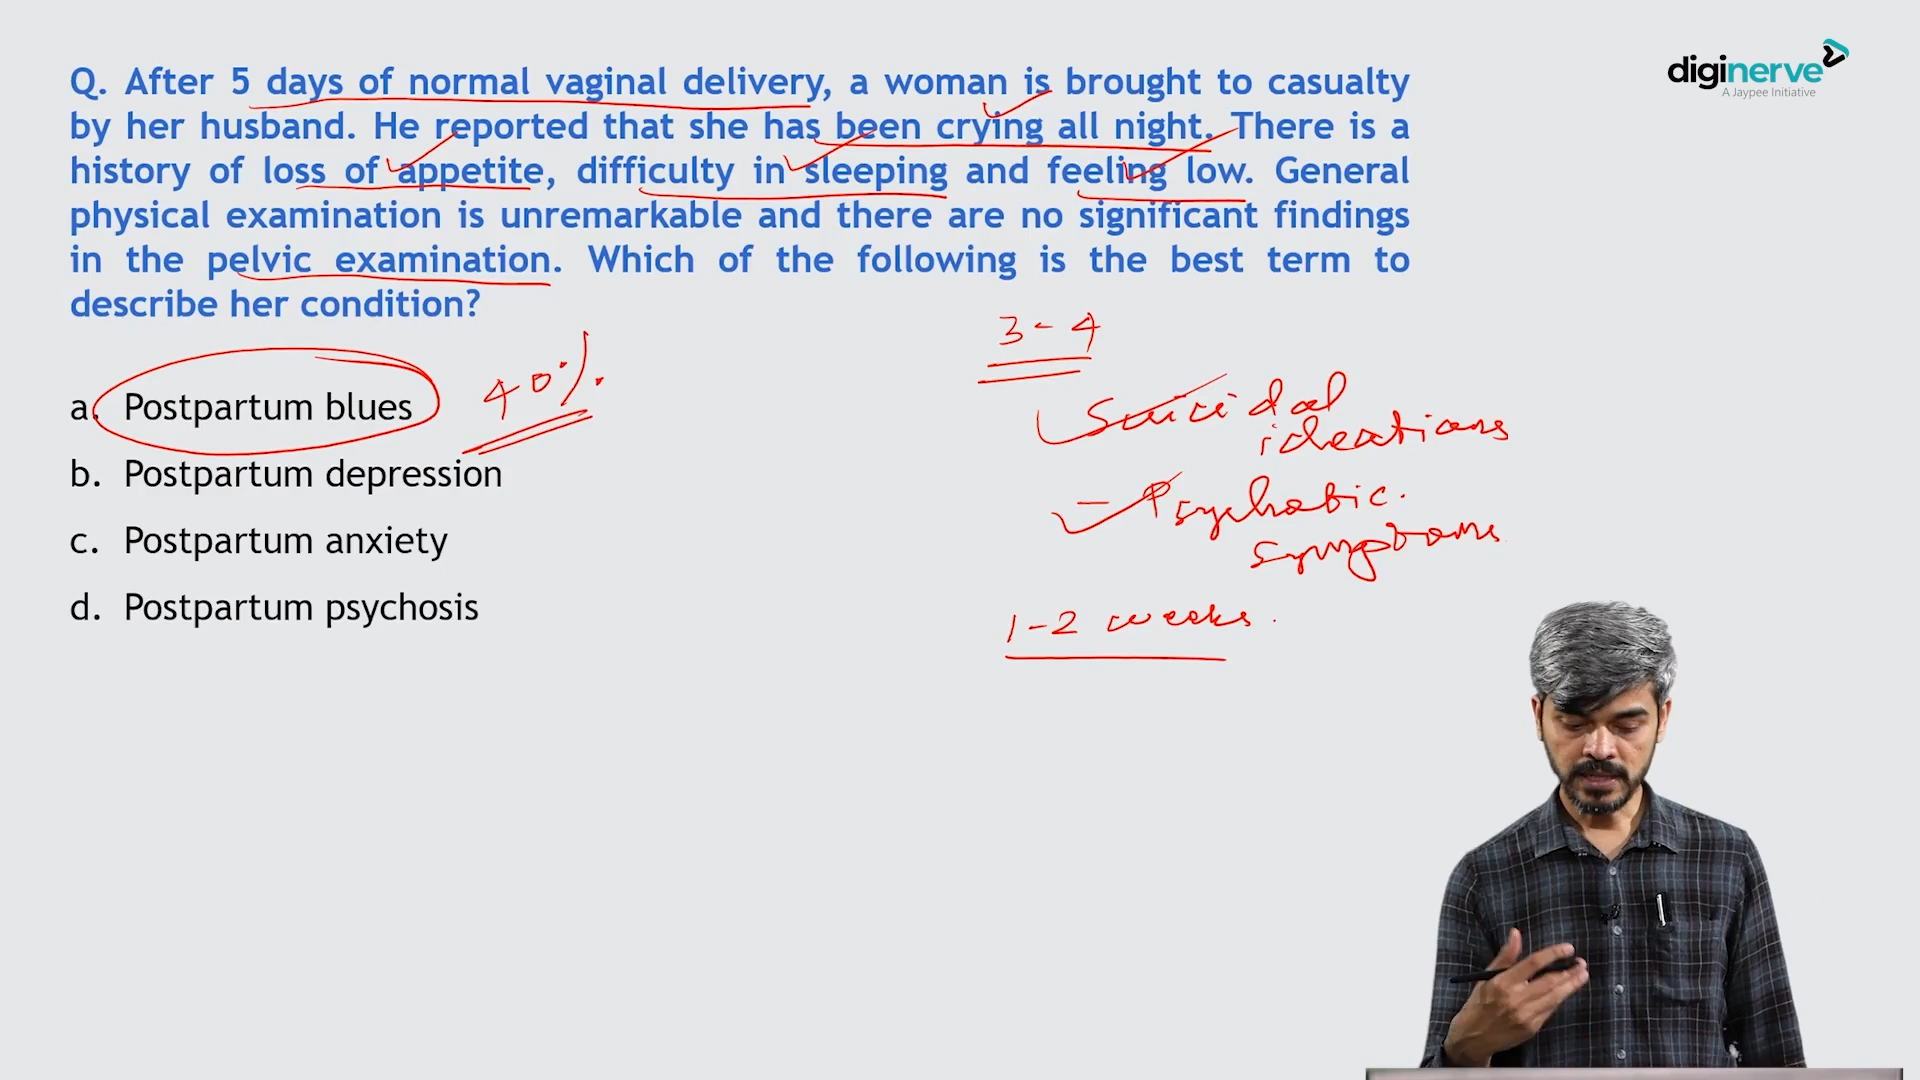 diginerve
A Jaypee Initiative
Q. After 5 days of normal vaginal delivery, a woman is brought to casualty
by her husband. He reported that she has been crying all night. There is a
history of loss of appetite, difficulty in sleeping and feeling low. General
physical examination is unremarkable and there are no significant findings
in the pelvic examination. Which of the following is the best term to
describe her condition?
3-4
a. Postpartum blues 40%
Suicidal
ideations
b. Postpartum depression
- Psychotic
symptoms
c. Postpartum anxiety
d. Postpartum psychosis
1-2 weeks.